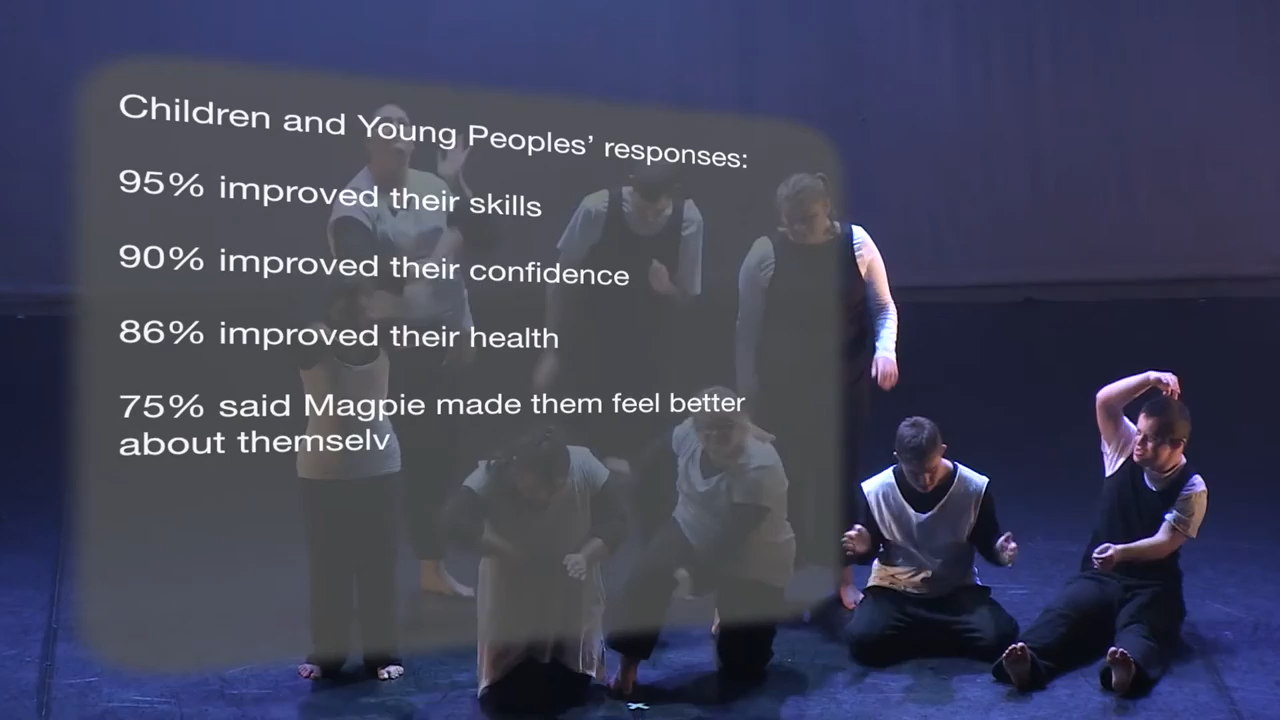 Children and Young Peoples’ responses:
95% improved their skills
90% improved their confidence
86% improved their health
75% said Magpie made them feel better
about themselv